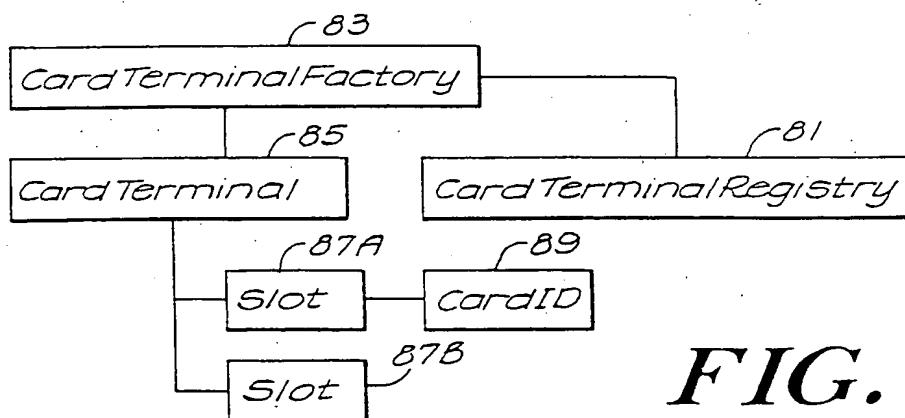 83
CardTerminalFactory
85
81
CardTerminal
CardTerminalRegistry
87A
89
Slot
CardID
87B
Slot
FIG.